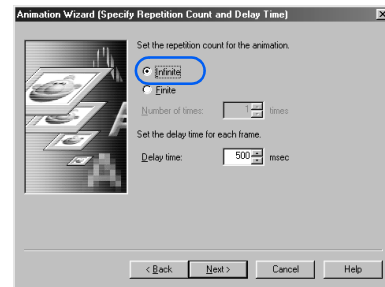 Animation Wizard (Specify Repetition Count and Delay Time)
Set the repetition count for the animation.
Infinite
Finite
Number of times: 1 times
Set the delay time for each frame.
Delay time: 500 msec
< Back Next > Cancel Help